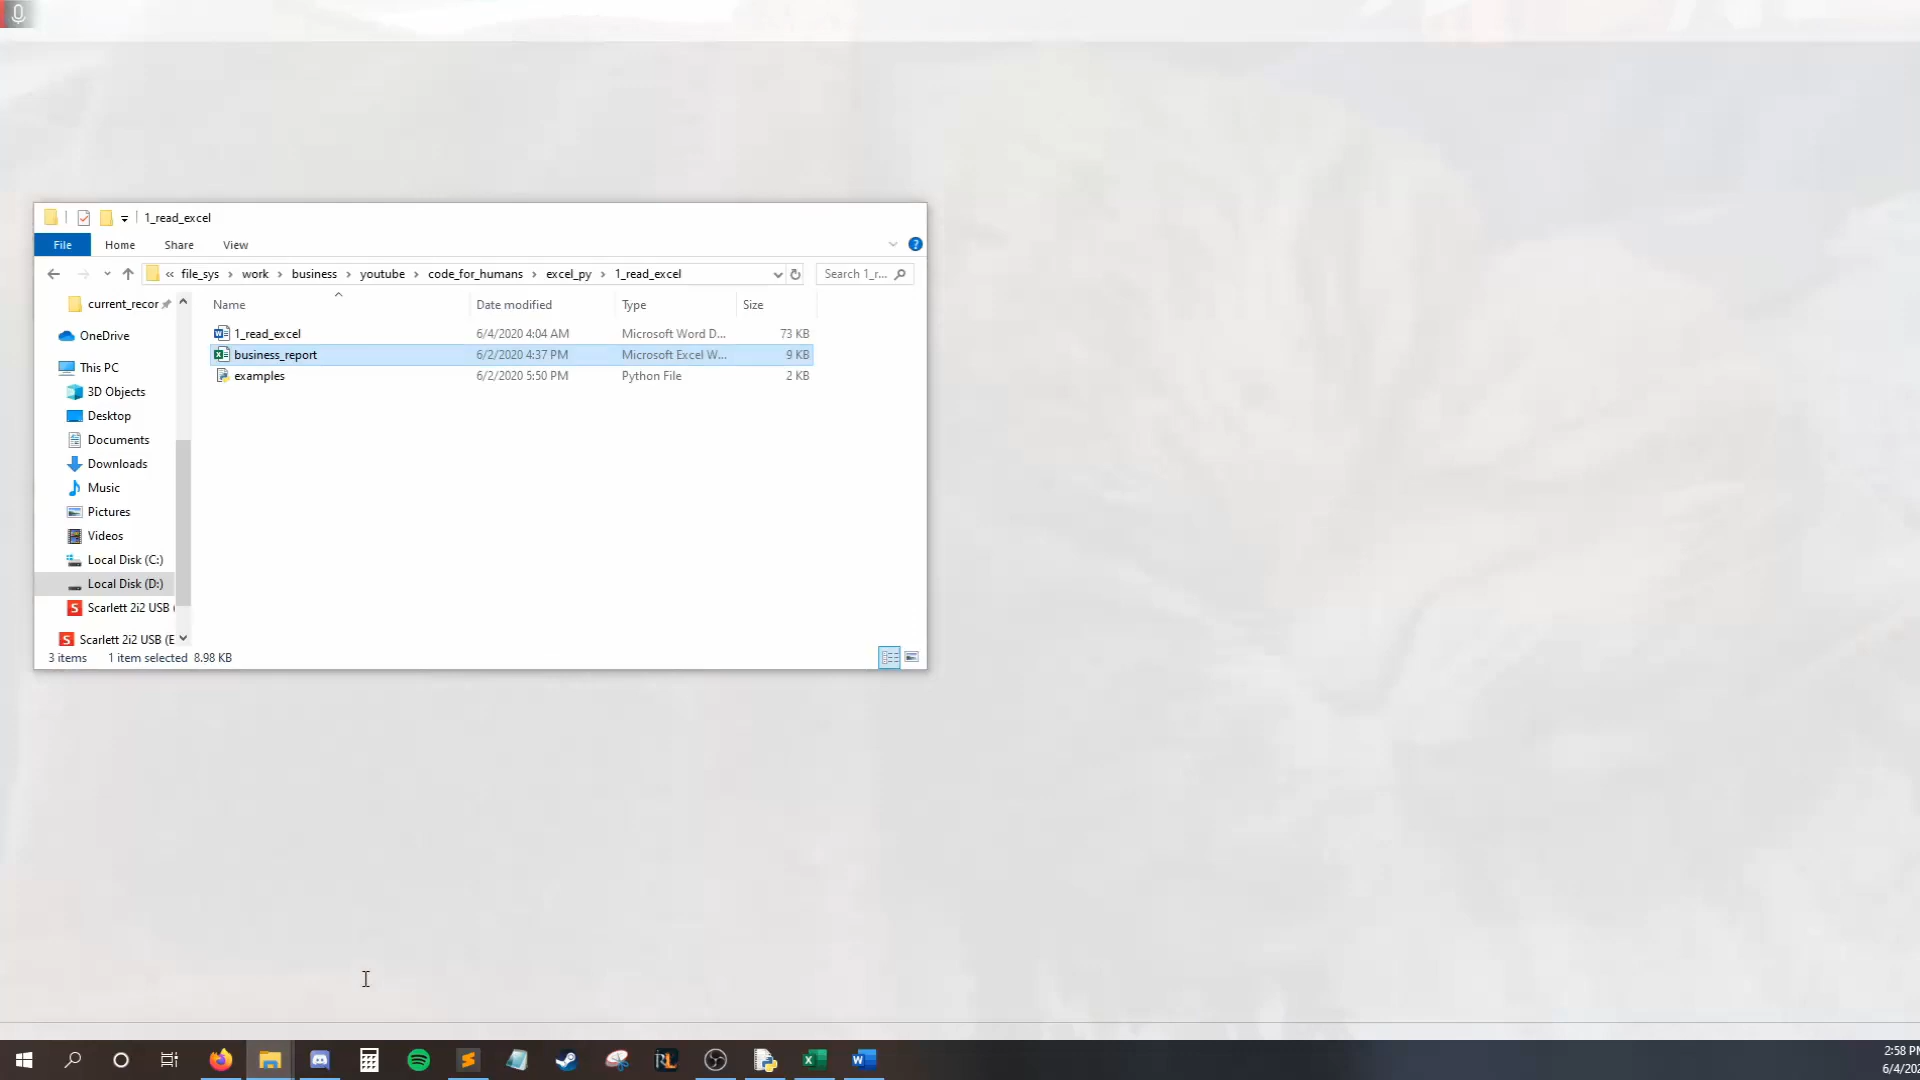 1_read_excel
File Home Share View
« file_sys > work > business > youtube > code_for_humans > excel_py > 1_read_excel
Search 1_r...
current_recor
OneDrive
This PC
3D Objects
Desktop
Documents
Downloads
Music
Pictures
Videos
Local Disk (C:)
Local Disk (D:)
Scarlett 2i2 USB (
Scarlett 2i2 USB (E
Name Date modified Type Size
1_read_excel 6/4/2020 4:04 AM Microsoft Word D... 73 KB
business_report 6/2/2020 4:37 PM Microsoft Excel W... 9 KB
examples 6/2/2020 5:50 PM Python File 2 KB
3 items 1 item selected 8.98 KB
2:58 PM
6/4/202